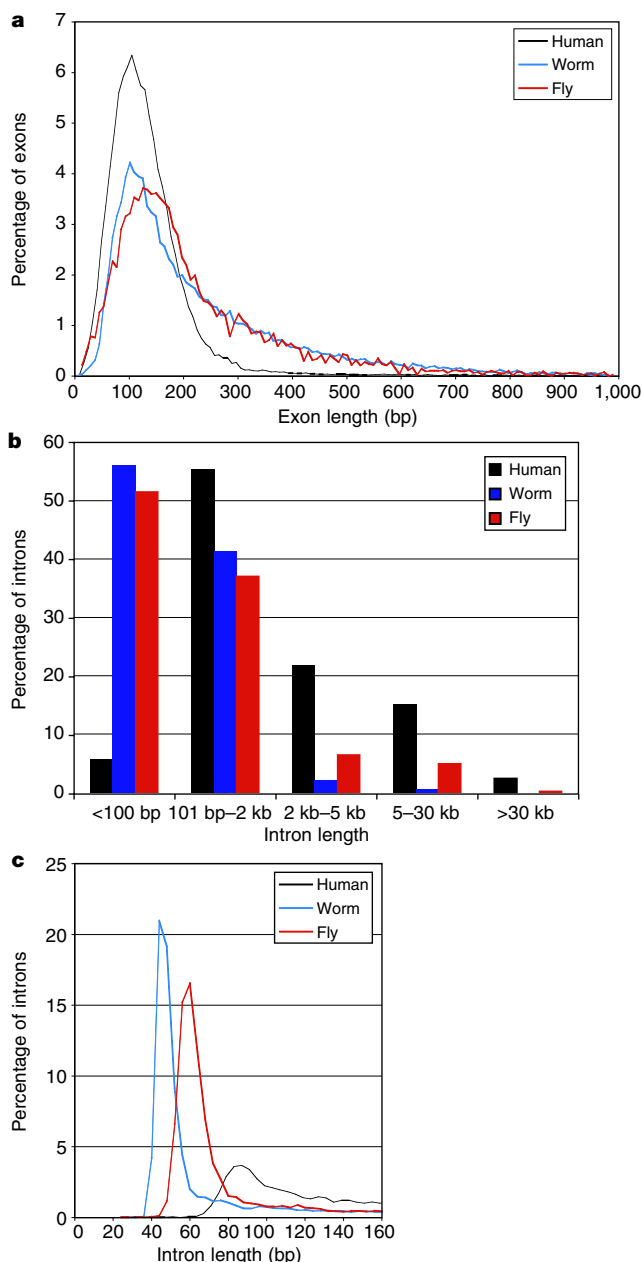 a
7
6
5
4
3
2
1
0
Percentage of exons
Human
Worm
Fly
0 100 200 300 400 500 600 700 800 900 1,000
Exon length (bp)
b
60
50
40
30
20
10
0
Percentage of introns
Human
Worm
Fly
<100 bp 101 bp–2 kb 2 kb–5 kb 5–30 kb >30 kb
Intron length
c
25
20
15
10
5
0
Percentage of introns
Human
Worm
Fly
0 20 40 60 80 100 120 140 160
Intron length (bp)